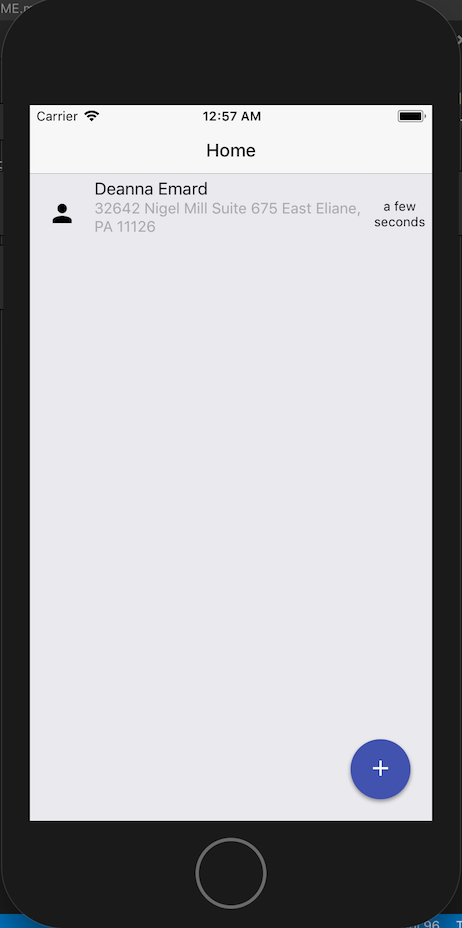 ME.m
Carrier 12:57 AM
Home
Deanna Emard
32642 Nigel Mill Suite 675 East Eliane,
PA 11126
a few
seconds
+
96